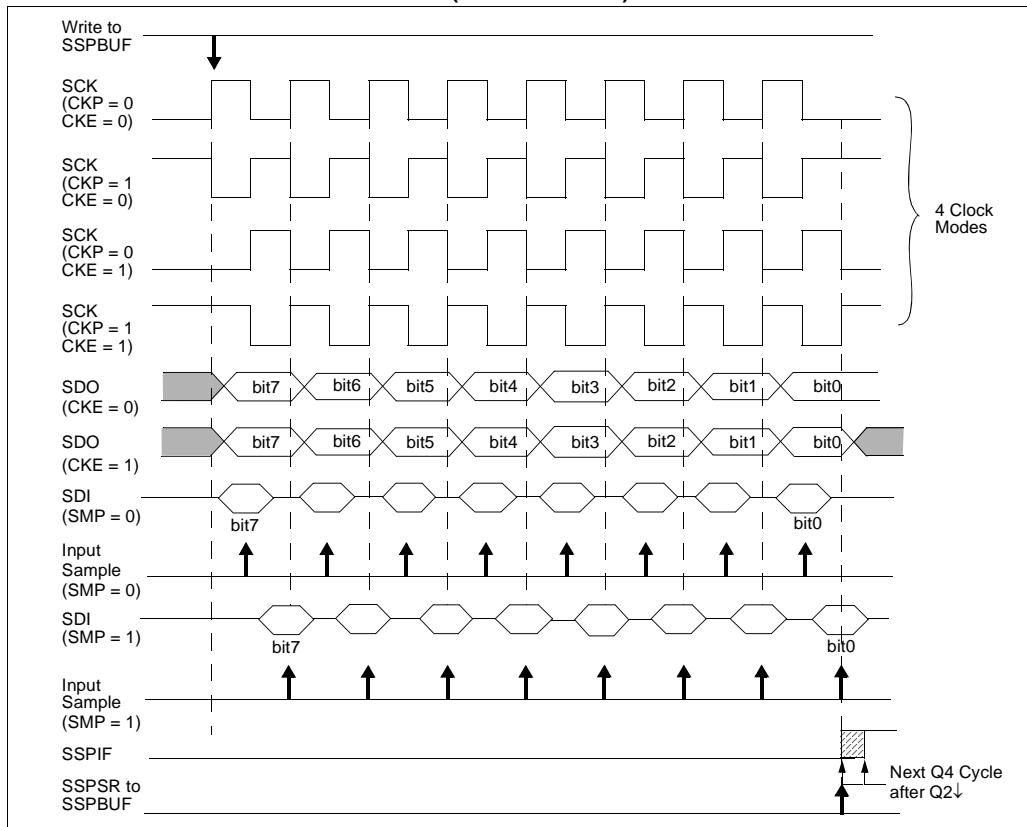 Write to
SSPBUF
SCK
(CKP = 0
CKE = 0)
SCK
(CKP = 1
CKE = 0)
4 Clock
Modes
SCK
(CKP = 0
CKE = 1)
SCK
(CKP = 1
CKE = 1)
SDO
(CKE = 0)
bit7 bit6 bit5 bit4 bit3 bit2 bit1 bit0
SDO
(CKE = 1)
bit7 bit6 bit5 bit4 bit3 bit2 bit1 bit0
SDI
(SMP = 0)
bit7 bit0
Input
Sample
(SMP = 0)
SDI
(SMP = 1)
bit7 bit0
Input
Sample
(SMP = 1)
SSPIF
Next Q4 Cycle
after Q2↓
SSPSR to
SSPBUF